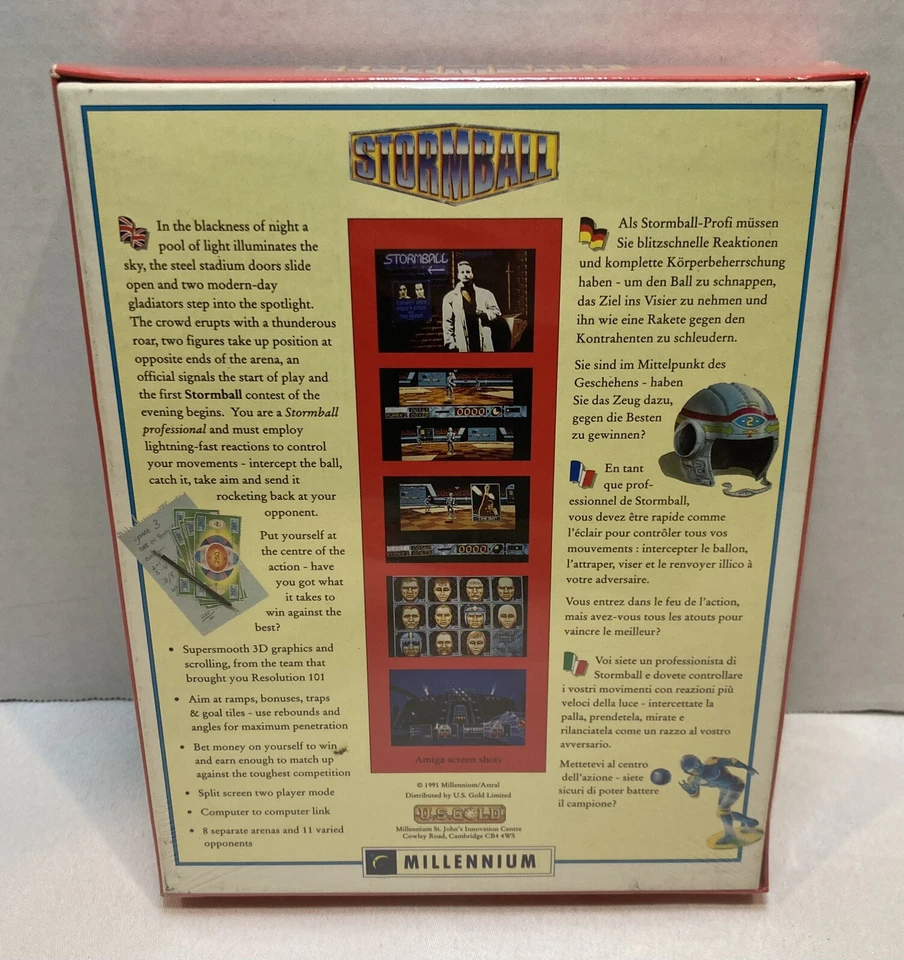 STORMBALL
In the blackness of night a
pool of light illuminates the
sky, the steel stadium doors slide
open and two modern-day
gladiators step into the spotlight.
The crowd erupts with a thunderous
roar, two figures take up position at
opposite ends of the arena, an
official signals the start of play and
the first Stormball contest of the
evening begins. You are a Stormball
professional and must employ
lightning-fast reactions to control
your movements - intercept the ball,
catch it, take aim and send it
rocketing back at your
opponent.
Put yourself at
the centre of the
action - have
you got what
it takes to
win against the
best?
• Supersmooth 3D graphics and
scrolling, from the team that
brought you Resolution 101
• Aim at ramps, bonuses, traps
& goal tiles - use rebounds and
angles for maximum penetration
• Bet money on yourself to win
and earn enough to match up
against the toughest competition
• Split screen two player mode
• Computer to computer link
• 8 separate arenas and 11 varied
opponents
STORMBALL
0000
0000
Amiga screen shots
© 1991 Millennium/Astral
Distributed by U.S. Gold Limited
U.S. GOLD
Millennium St. John's Innovation Centre
Cowley Road, Cambridge CB4 4WS
MILLENNIUM
Als Stormball-Profi müssen
Sie blitzschnelle Reaktionen
und komplette Körperbeherrschung
haben - um den Ball zu schnappen,
das Ziel ins Visier zu nehmen und
ihn wie eine Rakete gegen den
Kontrahenten zu schleudern.
Sie sind im Mittelpunkt des
Geschehens - haben
Sie das Zeug dazu,
gegen die Besten
zu gewinnen?
2
En tant
que prof-
essionnel de Stormball,
vous devez être rapide comme
l'éclair pour contrôler tous vos
mouvements : intercepter le ballon,
l'attraper, viser et le renvoyer illico à
votre adversaire.
Vous entrez dans le feu de l'action,
mais avez-vous tous les atouts pour
vaincre le meilleur?
Voi siete un professionista di
Stormball e dovete controllare
i vostri movimenti con reazioni più
veloci della luce - intercettate la
palla, prendetela, mirate e
rilanciatela come un razzo al vostro
avversario.
Mettetevi al centro
dell'azione - siete
sicuri di poter battere
il campione?